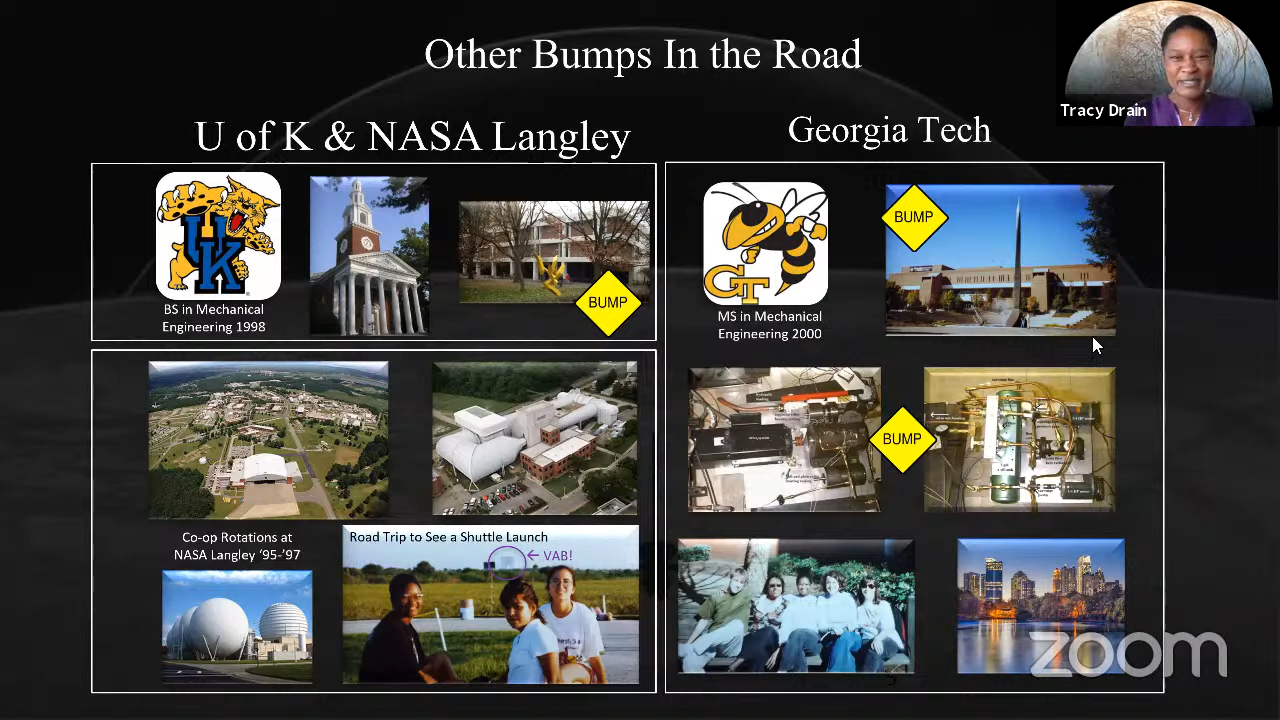 Other Bumps In the Road
Tracy Drain
U of K & NASA Langley
Georgia Tech
UK
BS in Mechanical
Engineering 1998
BUMP
GT
MS in Mechanical
Engineering 2000
BUMP
BUMP
Co-op Rotations at
NASA Langley '95-'97
Road Trip to See a Shuttle Launch
← VAB!
zoom